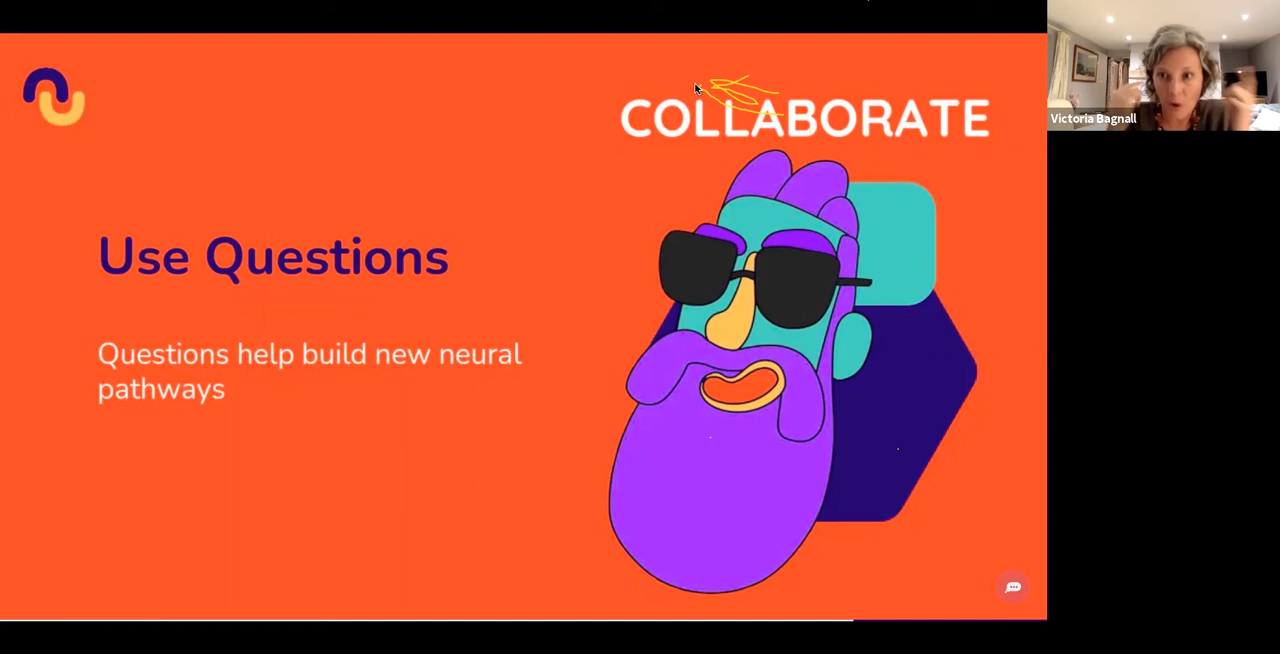 COLLABORATE
Use Questions
Questions help build new neural
pathways
Victoria Bagnall